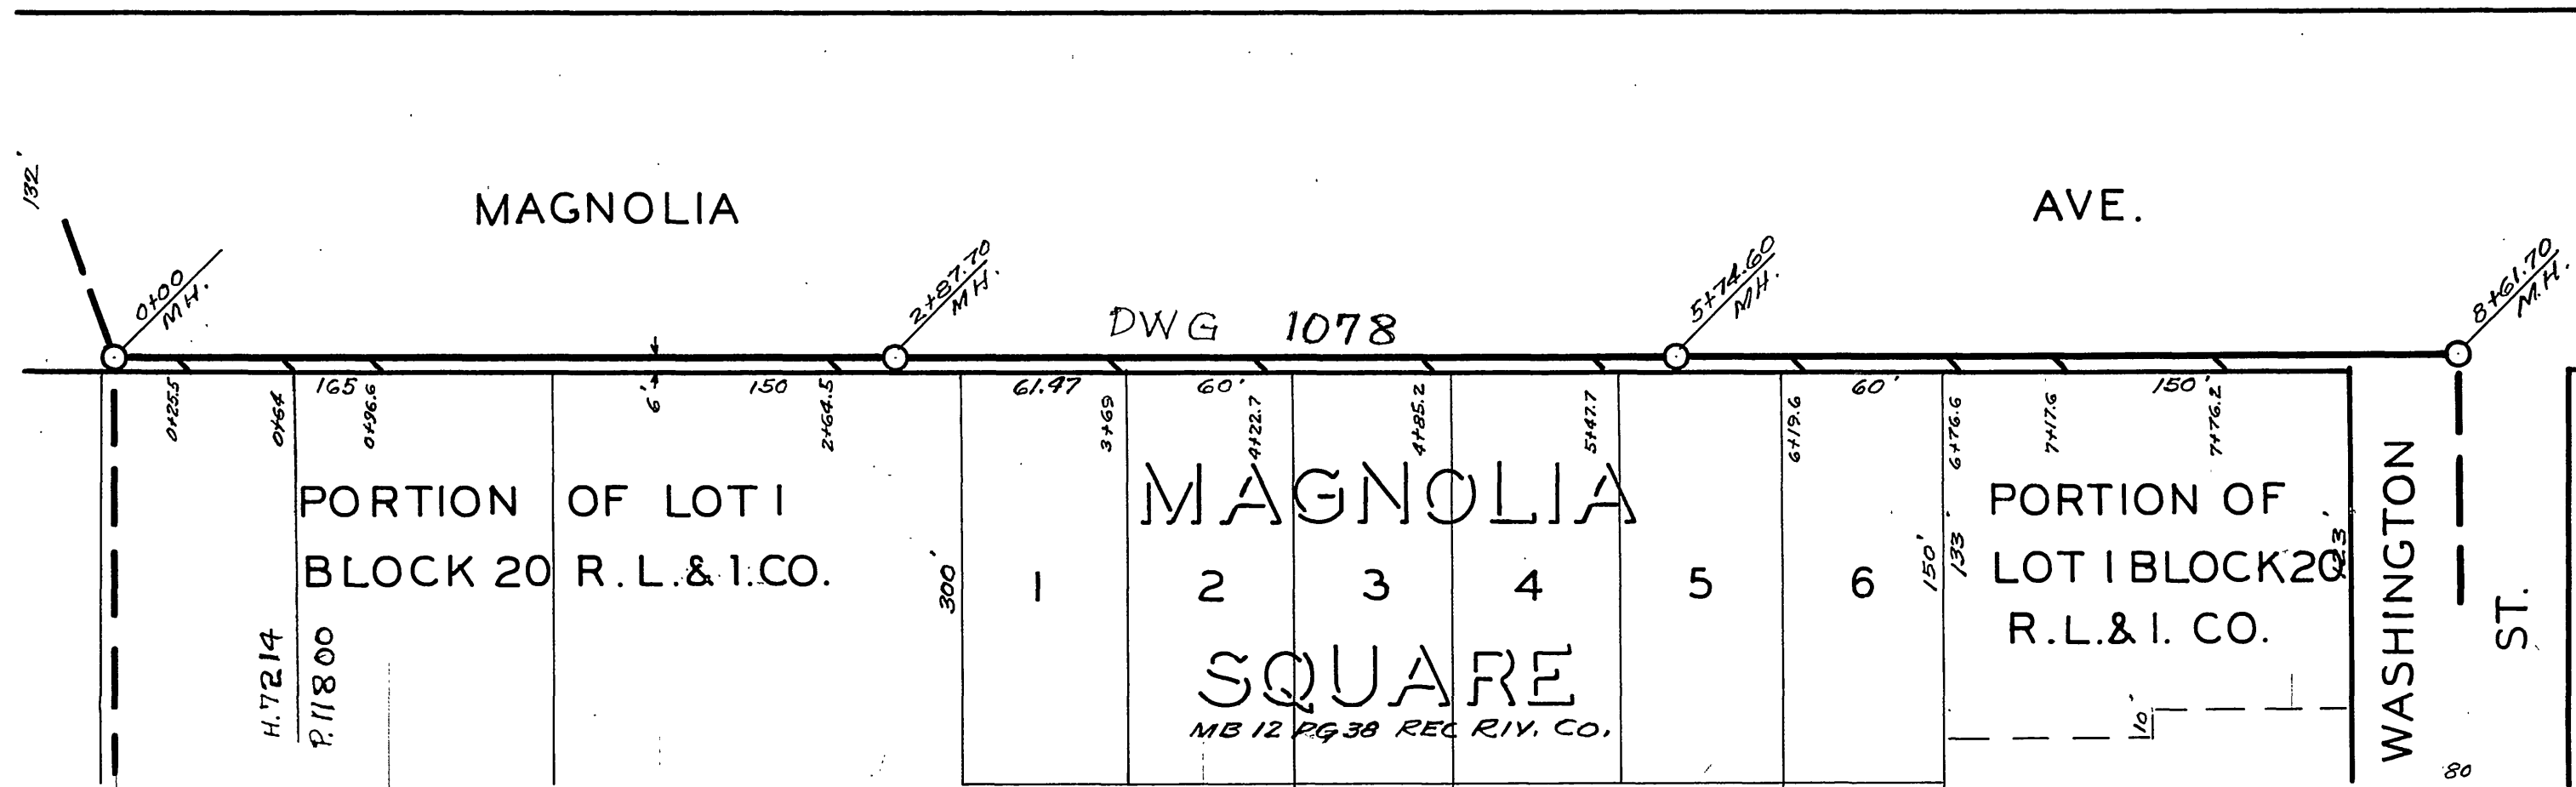 132'
MAGNOLIA AVE.
0+00
M.H.
2+87.70
M.H.
5+74.60
M.H.
8+61.70
M.H.
DWG 1078
165 6' 150 61.47 60' 60' 150'
0+25.5
0+64
0+96.6
2+64.5
3+69
4+22.7
4+85.2
5+47.7
6+19.6
6+76.6
7+17.6
7+76.2
PORTION OF LOT 1
BLOCK 20 R.L.& I.CO.
H.7214
P.11800
300'
MAGNOLIA
1 2 3 4 5 6
SQUARE
MB 12 PG 38 REC RIV. CO.
150'
133'
PORTION OF
LOT 1 BLOCK 20
R.L.& I. CO.
123'
10'
WASHINGTON
ST.
80